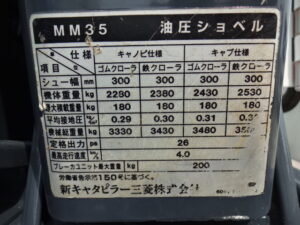 MM35 油圧ショベル
仕様 キャノピ仕様 キャブ仕様
項目 ゴムクローラ 鉄クローラ ゴムクローラ 鉄クローラ
シュー幅 mm 300 300 300 300
機体重量 kg 2280 2380 2430 2530
最大積載重量 kg 180 180 180 180
平均接地圧 0.29 0.30 0.31
機械総重量 kg 3330 3430 3480
定格出力 ps 26
最高走行速度 4.0
ブレーカユニット最大重量 kg 200
労働省告示第150号に基づく。
新キャタピラー三菱株式会社